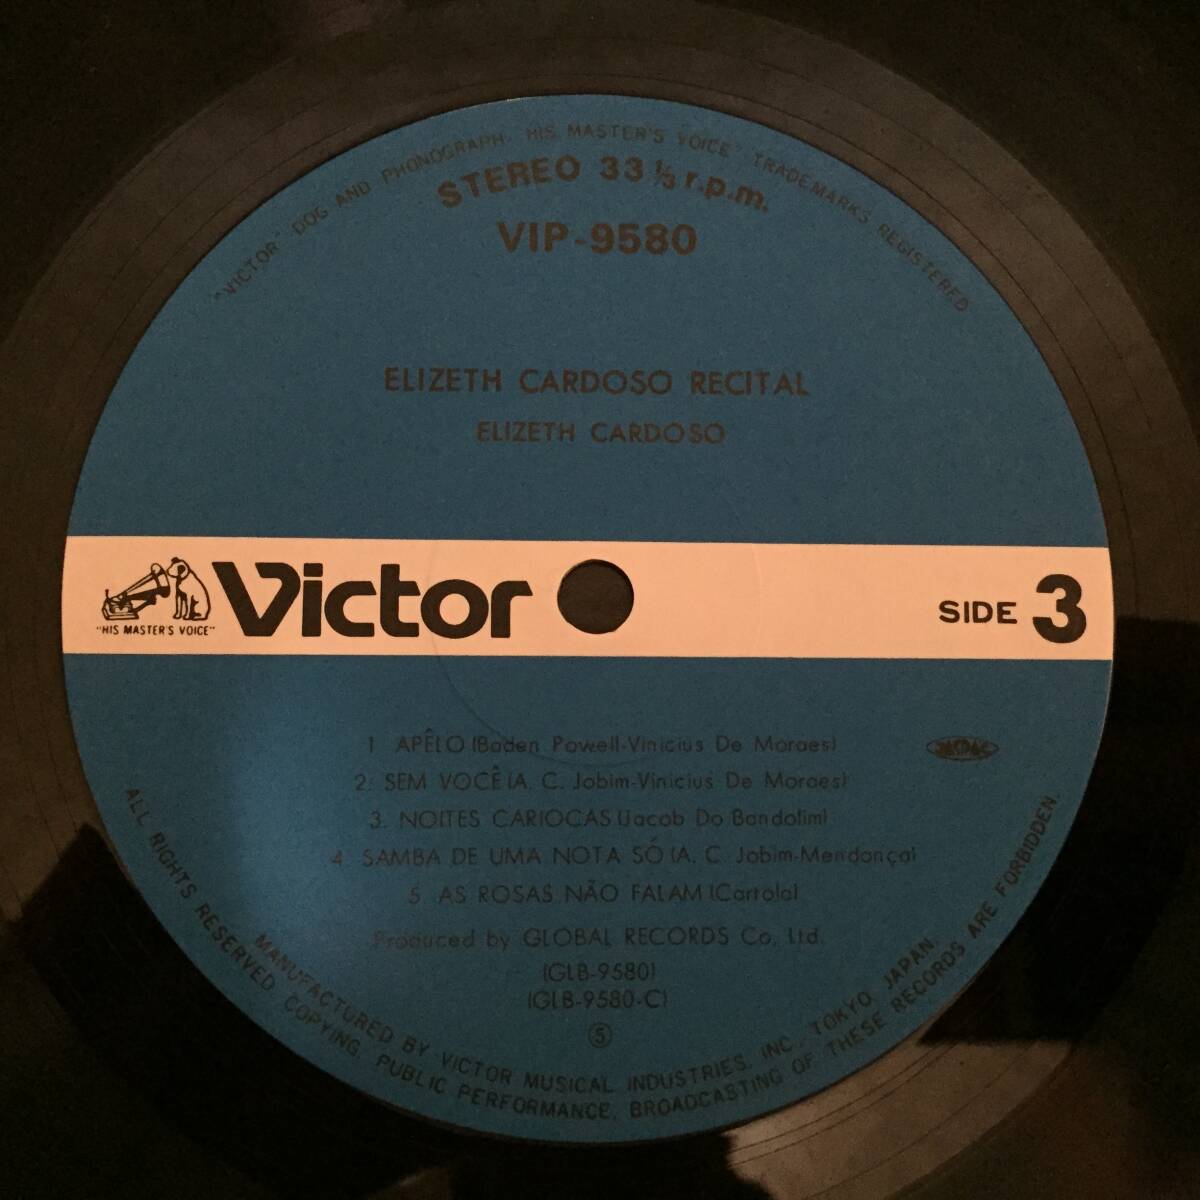 "VICTOR" DOG AND PHONOGRAPH, "HIS MASTER'S VOICE" TRADEMARKS REGISTERED
STEREO 33 1/3 r.p.m.
VIP-9580
ELIZETH CARDOSO RECITAL
ELIZETH CARDOSO
"HIS MASTER'S VOICE"
Victor
SIDE 3
1. APÊLO (Baden Powell-Vinicius De Moraes)
2. SEM VOCÊ (A. C. Jobim-Vinicius De Moraes)
3. NOITES CARIOCAS (Jacob Do Bandolim)
4. SAMBA DE UMA NOTA SÓ (A. C. Jobim-Mendança)
5. AS ROSAS NÃO FALAM (Cartola)
Produced by GLOBAL RECORDS Co., Ltd.
(GLB-9580)
(GLB-9580-C)
⑤
MANUFACTURED BY VICTOR MUSICAL INDUSTRIES, INC., TOKYO, JAPAN.
ALL RIGHTS RESERVED. COPYING, PUBLIC PERFORMANCE, BROADCASTING OF THESE RECORDS ARE FORBIDDEN.